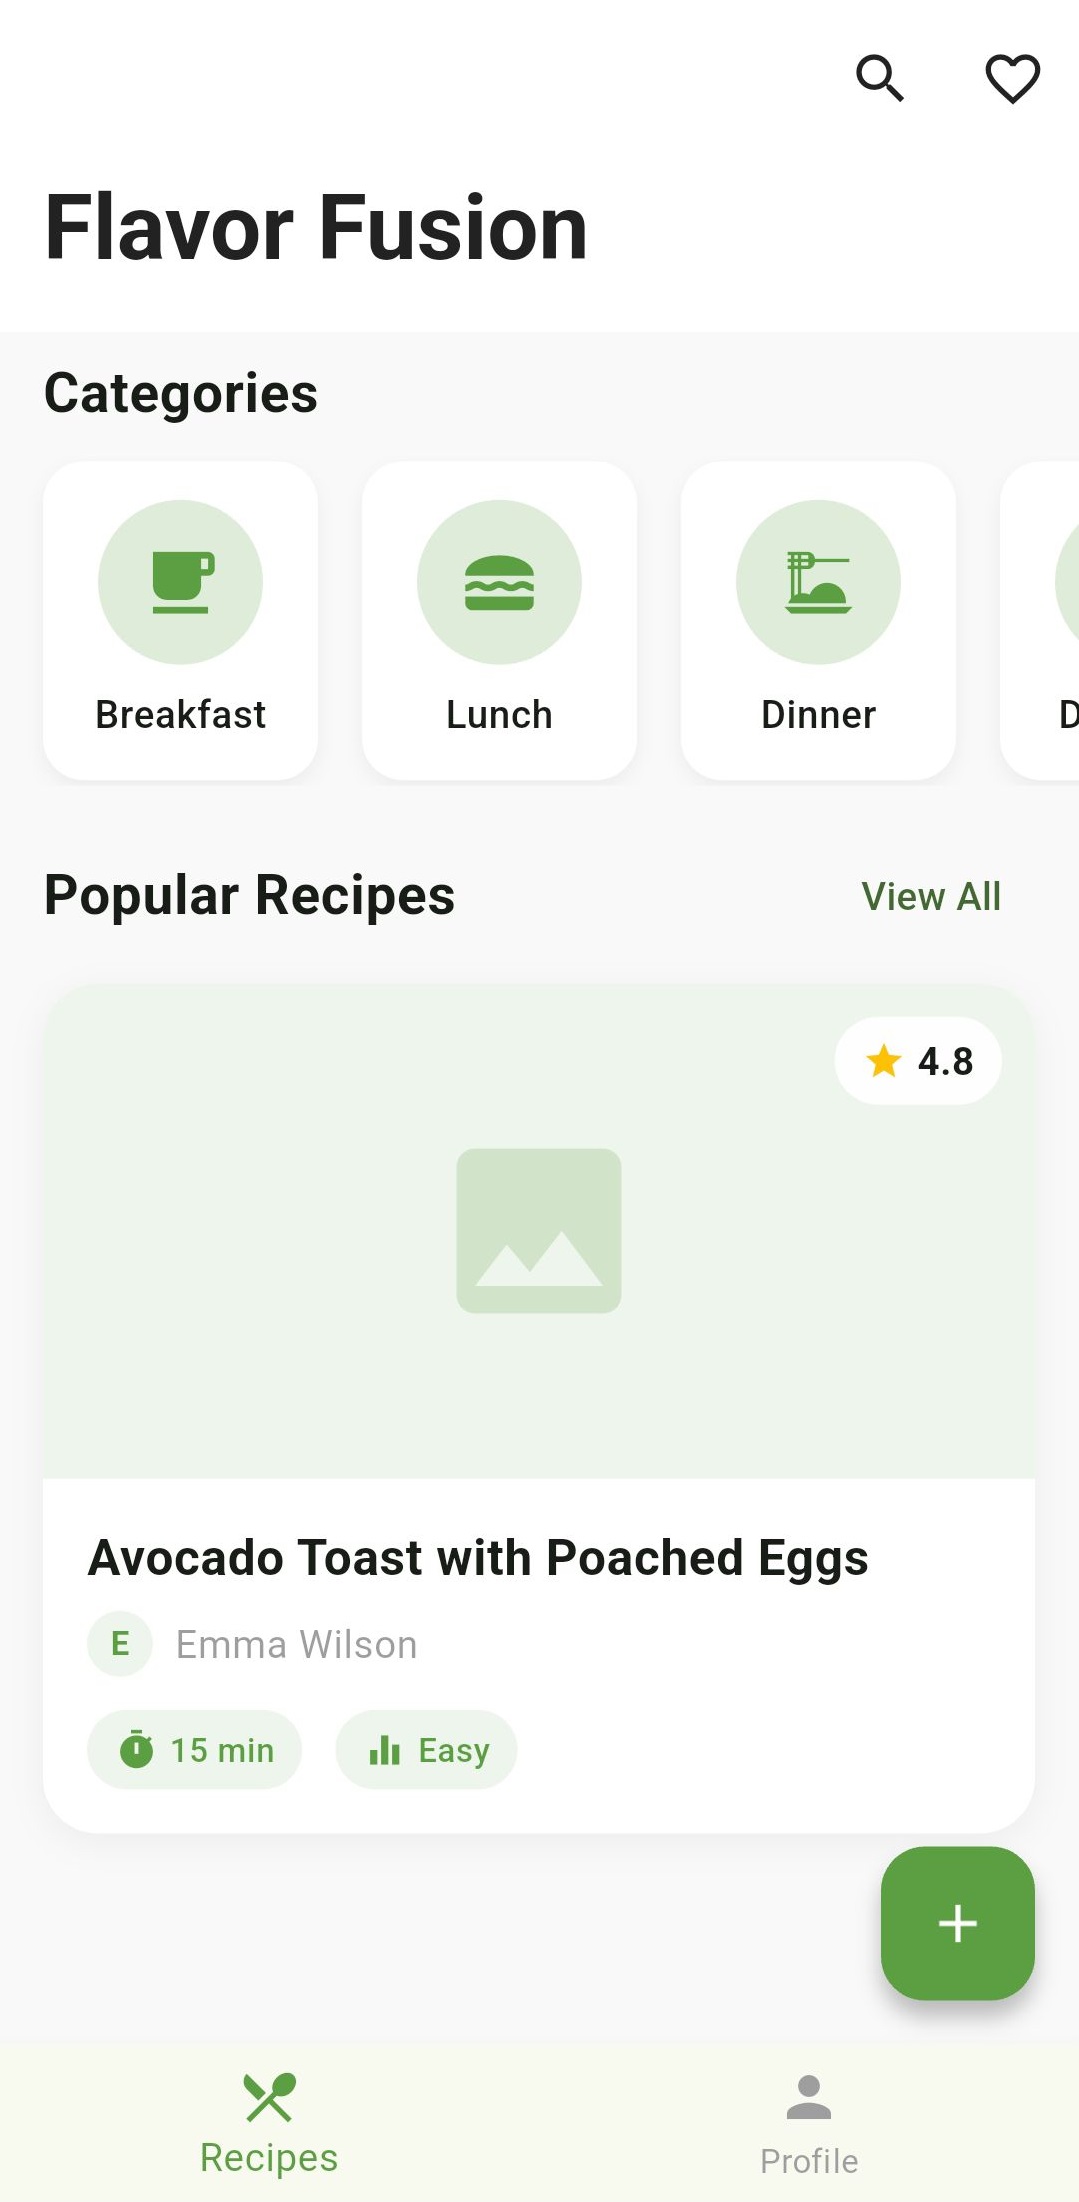 Flavor Fusion
Categories
Breakfast
Lunch
Dinner
D
Popular Recipes
View All
4.8
Avocado Toast with Poached Eggs
E
Emma Wilson
15 min
Easy
Recipes
Profile